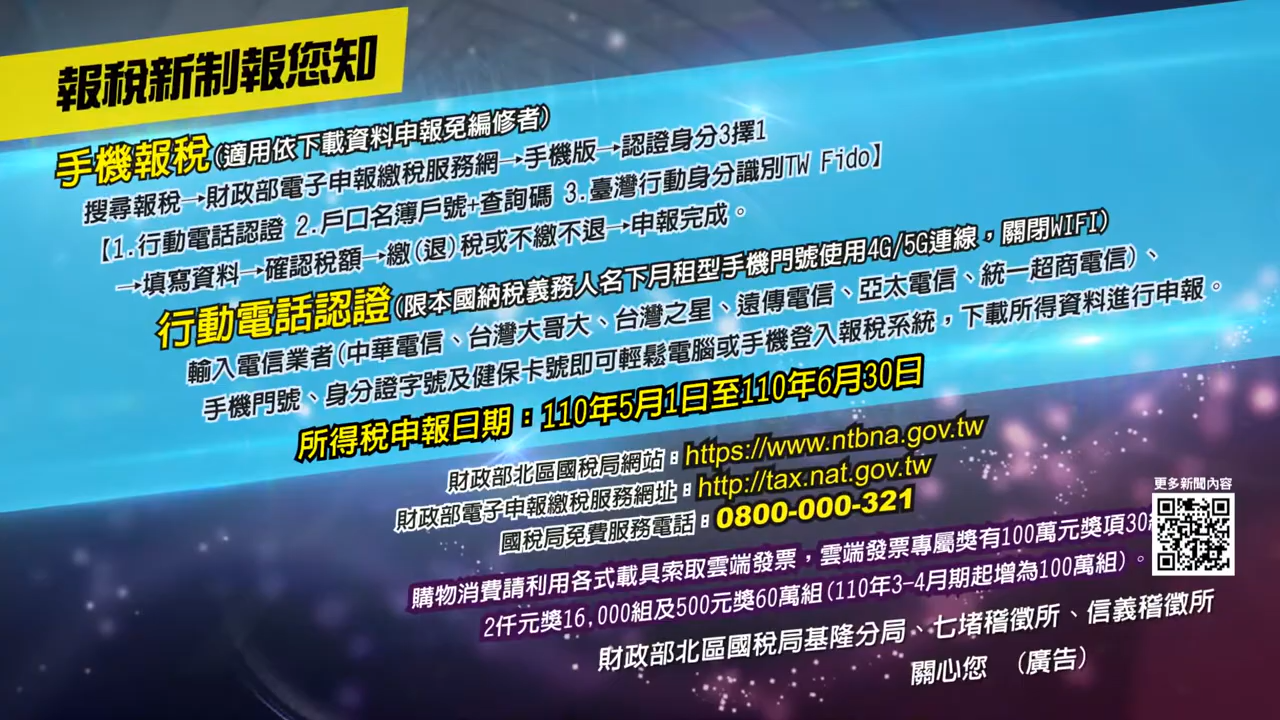 報稅新制報您知
手機報稅(適用依下載資料申報免編修者)
搜尋報稅→財政部電子申報繳稅服務網→手機版→認證身分3擇1
【1.行動電話認證 2.戶口名簿戶號+查詢碼 3.臺灣行動身分識別TW Fido】
→填寫資料→確認稅額→繳(退)稅或不繳不退→申報完成。
行動電話認證(限本國納稅義務人名下月租型手機門號使用4G/5G連線，關閉WIFI)
輸入電信業者(中華電信、台灣大哥大、台灣之星、遠傳電信、亞太電信、統一超商電信)、
手機門號、身分證字號及健保卡號即可輕鬆電腦或手機登入報稅系統，下載所得資料進行申報。
所得稅申報日期：110年5月1日至110年6月30日
財政部北區國稅局網站：https://www.ntbna.gov.tw
財政部電子申報繳稅服務網址：http://tax.nat.gov.tw
國稅局免費服務電話：0800-000-321
更多新聞內容
購物消費請利用各式載具索取雲端發票，雲端發票專屬獎有100萬元獎項30
2仟元獎16,000組及500元獎60萬組(110年3-4月期起增為100萬組)。
財政部北區國稅局基隆分局、七堵稽徵所、信義稽徵所
關心您 （廣告）